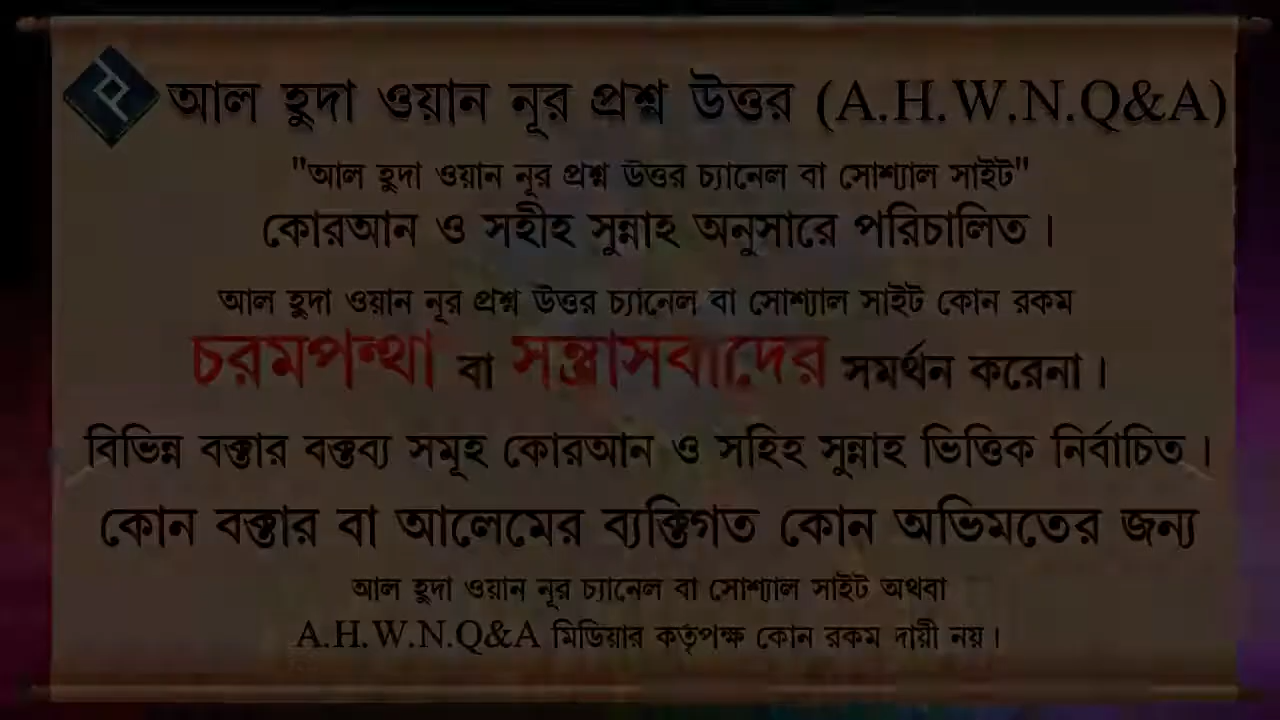 আল হুদা ওয়ান নূর প্রশ্ন উত্তর (A.H.W.N.Q&A)
"আল হুদা ওয়ান নূর প্রশ্ন উত্তর চ্যানেল বা সোশ্যাল সাইট"
কোরআন ও সহীহ সুন্নাহ অনুসারে পরিচালিত ।
আল হুদা ওয়ান নূর প্রশ্ন উত্তর চ্যানেল বা সোশ্যাল সাইট কোন রকম
চরমপন্থা বা সন্ত্রাসবাদের সমর্থন করেনা ।
বিভিন্ন বক্তার বক্তব্য সমূহ কোরআন ও সহিহ সুন্নাহ ভিত্তিক নির্বাচিত ।
কোন বক্তার বা আলেমের ব্যক্তিগত কোন অভিমতের জন্য
আল হুদা ওয়ান নূর চ্যানেল বা সোশ্যাল সাইট অথবা
A.H.W.N.Q&A মিডিয়ার কর্তৃপক্ষ কোন রকম দায়ী নয় ।